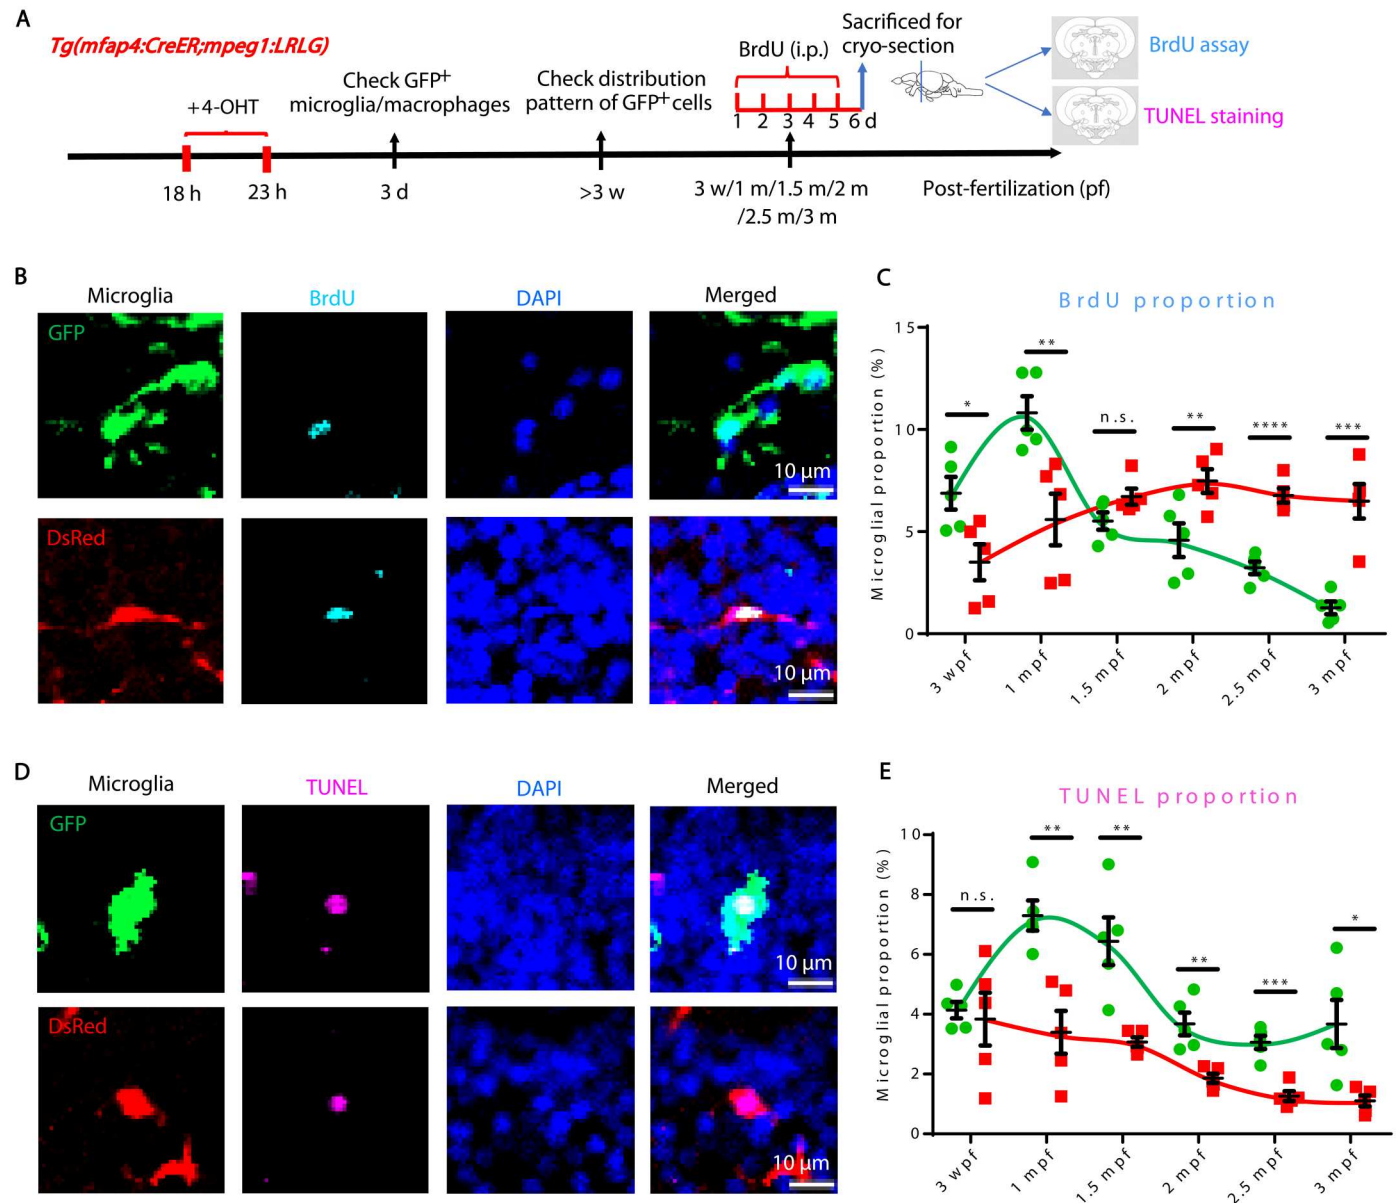 A
Tg(mfap4:CreER;mpeg1:LRLG)
+4-OHT
Check GFP+
microglia/macrophages
Check distribution
pattern of GFP+ cells
BrdU (i.p.)
1 2 3 4 5 6 d
Sacrificed for
cryo-section
BrdU assay
TUNEL staining
18 h
23 h
3 d
>3 w
3 w/1 m/1.5 m/2 m
/2.5 m/3 m
Post-fertilization (pf)
B
Microglia
BrdU
DAPI
Merged
GFP
10 µm
DsRed
10 µm
C
BrdU proportion
Microglial proportion (%)
15
10
5
0
*
**
n.s.
**
****
***
3 wpf
1 mpf
1.5 mpf
2 mpf
2.5 mpf
3 mpf
D
Microglia
TUNEL
DAPI
Merged
GFP
10 µm
DsRed
10 µm
E
TUNEL proportion
Microglial proportion (%)
10
8
6
4
2
0
n.s.
**
**
**
***
*
3 wpf
1 mpf
1.5 mpf
2 mpf
2.5 mpf
3 mpf